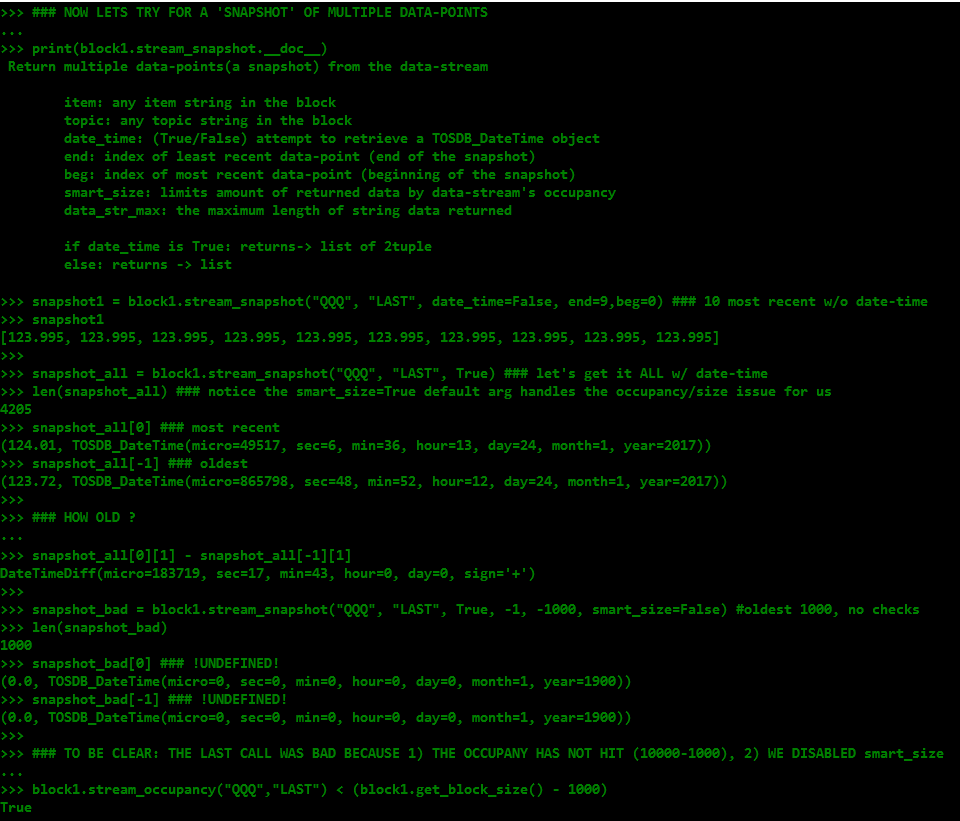 >>> ### NOW LETS TRY FOR A 'SNAPSHOT' OF MULTIPLE DATA-POINTS
...
>>> print(block1.stream_snapshot.__doc__)
 Return multiple data-points(a snapshot) from the data-stream

        item: any item string in the block
        topic: any topic string in the block
        date_time: (True/False) attempt to retrieve a TOSDB_DateTime object
        end: index of least recent data-point (end of the snapshot)
        beg: index of most recent data-point (beginning of the snapshot)
        smart_size: limits amount of returned data by data-stream's occupancy
        data_str_max: the maximum length of string data returned

        if date_time is True: returns-> list of 2tuple
        else: returns -> list

>>> snapshot1 = block1.stream_snapshot("QQQ", "LAST", date_time=False, end=9,beg=0) ### 10 most recent w/o date-time
>>> snapshot1
[123.995, 123.995, 123.995, 123.995, 123.995, 123.995, 123.995, 123.995, 123.995, 123.995]
>>>
>>> snapshot_all = block1.stream_snapshot("QQQ", "LAST", True) ### let's get it ALL w/ date-time
>>> len(snapshot_all) ### notice the smart_size=True default arg handles the occupancy/size issue for us
4205
>>> snapshot_all[0] ### most recent
(124.01, TOSDB_DateTime(micro=49517, sec=6, min=36, hour=13, day=24, month=1, year=2017))
>>> snapshot_all[-1] ### oldest
(123.72, TOSDB_DateTime(micro=865798, sec=48, min=52, hour=12, day=24, month=1, year=2017))
>>>
>>> ### HOW OLD ?
...
>>> snapshot_all[0][1] - snapshot_all[-1][1]
DateTimeDiff(micro=183719, sec=17, min=43, hour=0, day=0, sign='+')
>>>
>>> snapshot_bad = block1.stream_snapshot("QQQ", "LAST", True, -1, -1000, smart_size=False) #oldest 1000, no checks
>>> len(snapshot_bad)
1000
>>> snapshot_bad[0] ### !UNDEFINED!
(0.0, TOSDB_DateTime(micro=0, sec=0, min=0, hour=0, day=0, month=1, year=1900))
>>> snapshot_bad[-1] ### !UNDEFINED!
(0.0, TOSDB_DateTime(micro=0, sec=0, min=0, hour=0, day=0, month=1, year=1900))
>>>
>>> ### TO BE CLEAR: THE LAST CALL WAS BAD BECAUSE 1) THE OCCUPANY HAS NOT HIT (10000-1000), 2) WE DISABLED smart_size
...
>>> block1.stream_occupancy("QQQ","LAST") < (block1.get_block_size() - 1000)
True